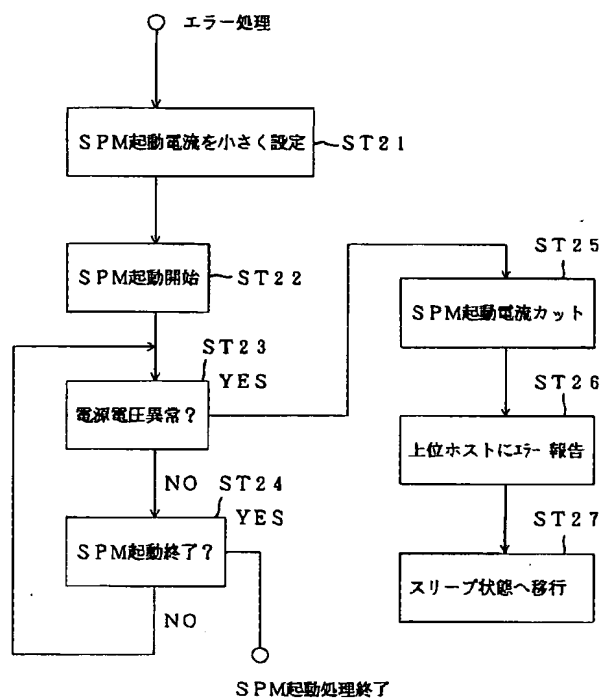 エラー処理
SPM起動電流を小さく設定
ST21
SPM起動開始
ST22
ST23
YES
電源電圧異常?
NO
ST24
YES
SPM起動終了?
NO
SPM起動処理終了
ST25
SPM起動電流カット
ST26
上位ホストにエラー報告
ST27
スリープ状態へ移行